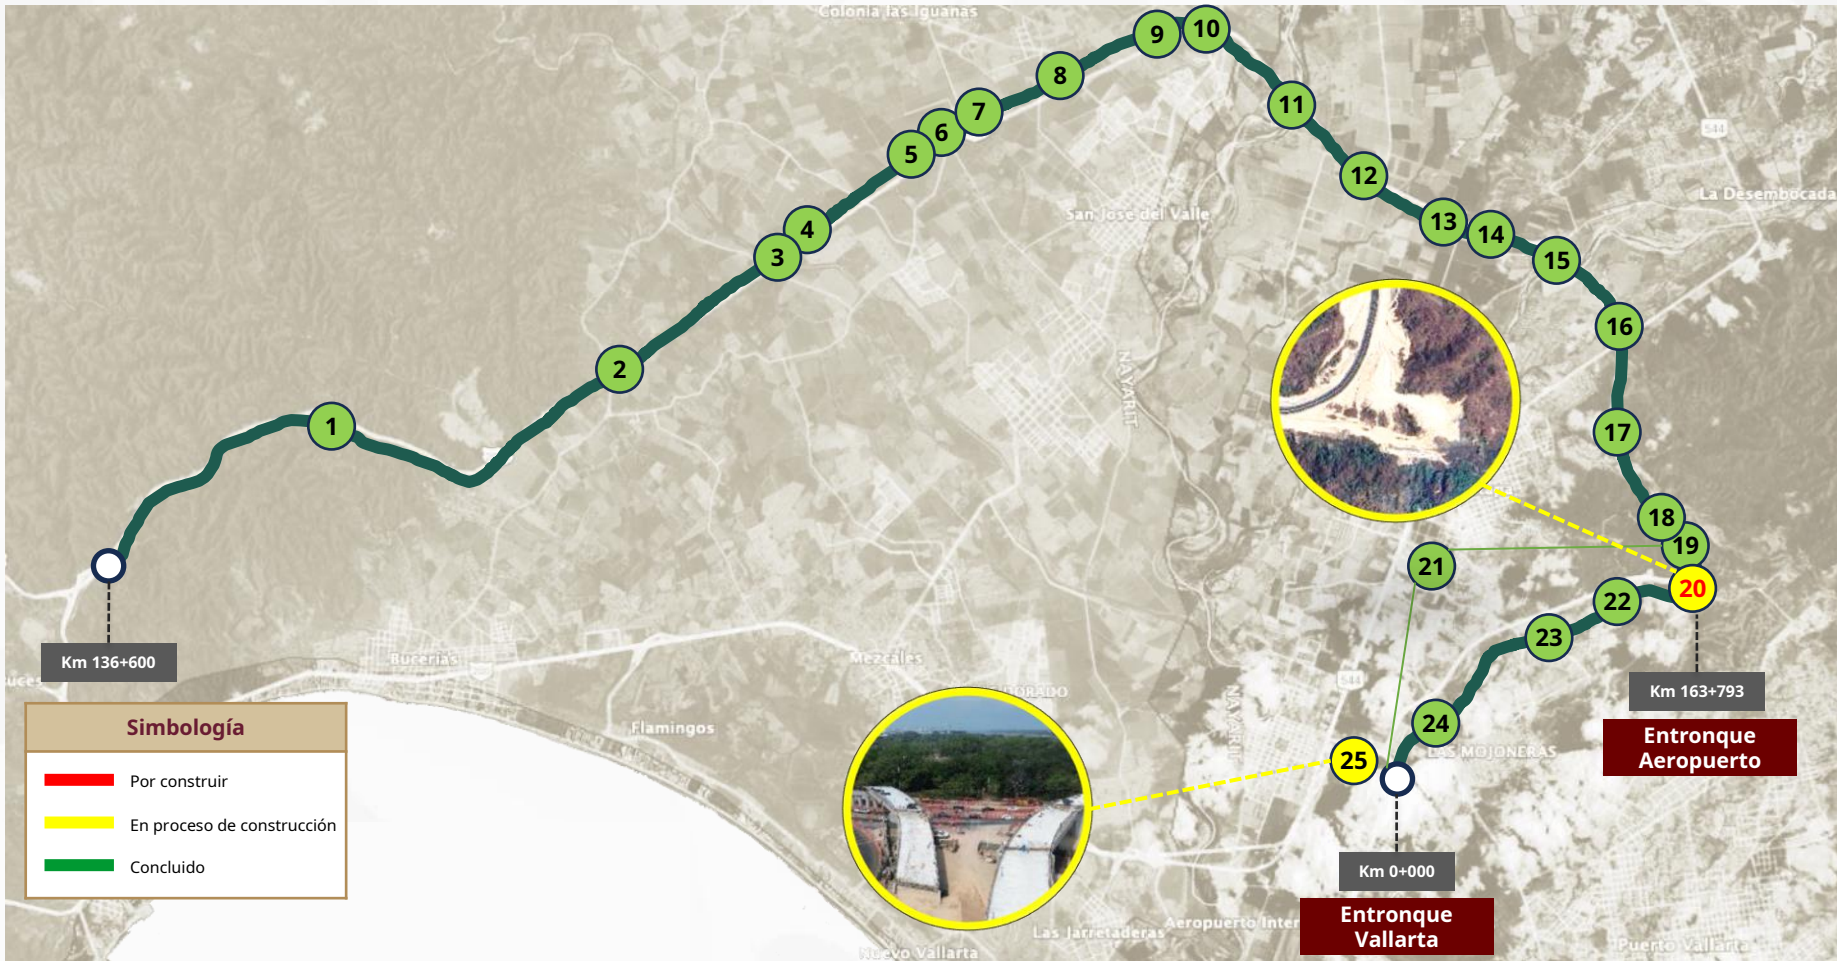 Colonia las Iguanas
9
10
8
7
11
6
5
544
12
La Desembocada
San José del Valle
13
4
14
3
15
16
NAYARIT
2
1
17
18
19
21
20
22
23
Km 136+600
Bucerías
Mezcales
544
Km 163+793
NAYARIT
Flamingos
24
LAS MOJONERAS
Entronque
Aeropuerto
25
Simbología
Por construir
En proceso de construcción
Concluido
Km 0+000
Entronque
Vallarta
Aeropuerto Inter
Las Jarretaderas
Nuevo Vallarta
Puerto Vallarta